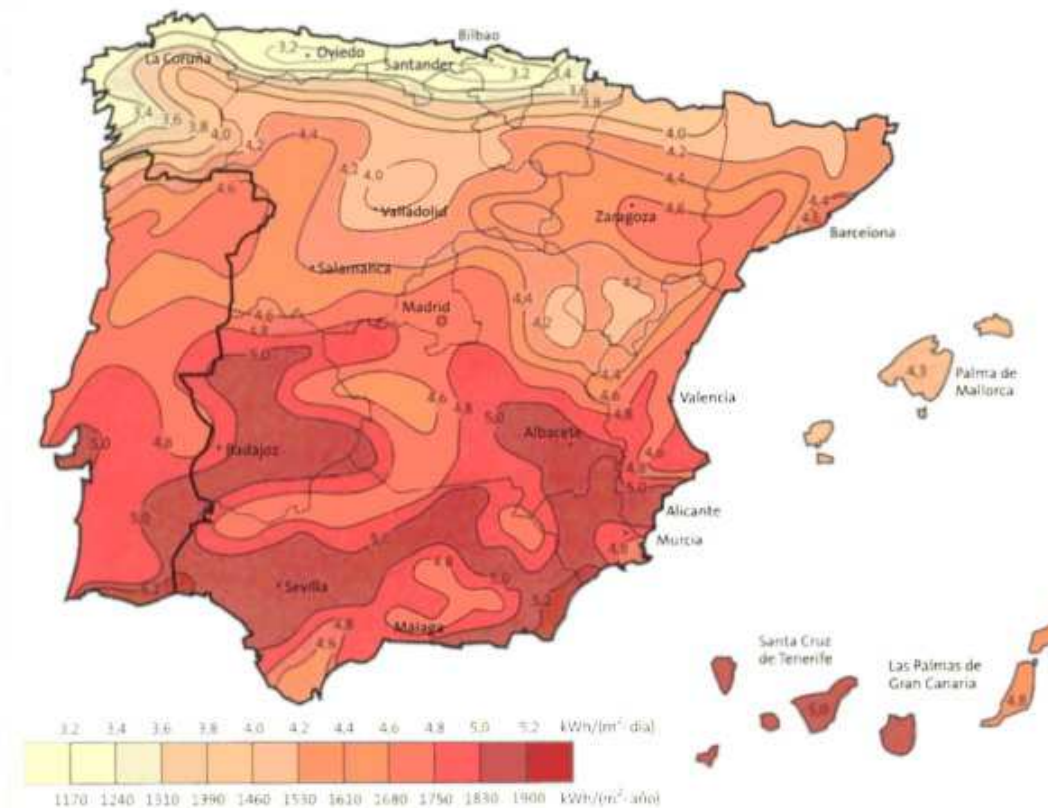 Bilbao
3,2
Oviedo
La Coruña
Santander
3,2
3,4
3,6
3,8
3,4
3,6
3,8
4,0
4,0
4,2
4,4
4,2
4,2
4,0
4,4
4,6
Valladolid
Zaragoza
4,6
4,4
4,6
Barcelona
Salamanca
4,2
4,4
4,2
Madrid
4,6
4,8
5,0
4,3
Palma de
Mallorca
4,4
4,6
4,8
Valencia
4,6
4,8
5,0
Albacete
5,0
4,6
Badajoz
4,6
4,8
5,0
Alicante
5,0
Murcia
4,8
4,8
5,0
5,2
Sevilla
Málaga
4,8
4,6
Santa Cruz
de Tenerife
Las Palmas de
Gran Canaria
5,0
4,8
3.2 3.4 3.6 3.8 4.0 4.2 4.4 4.6 4.8 5.0 5.2 kWh/(m²·día)
1170 1240 1310 1390 1460 1530 1610 1680 1750 1830 1900 kWh/(m²·año)